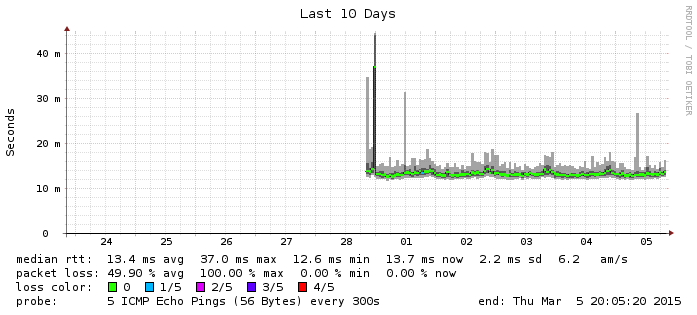 Last 10 Days
RRDTOOL / TOBI OETIKER
Seconds
40 m
30 m
20 m
10 m
0
24 25 26 27 28 01 02 03 04 05
median rtt: 13.4 ms avg 37.0 ms max 12.6 ms min 13.7 ms now 2.2 ms sd 6.2 am/s
packet loss: 49.90 % avg 100.00 % max 0.00 % min 0.00 % now
loss color: 0 1/5 2/5 3/5 4/5
probe: 5 ICMP Echo Pings (56 Bytes) every 300s end: Thu Mar 5 20:05:20 2015